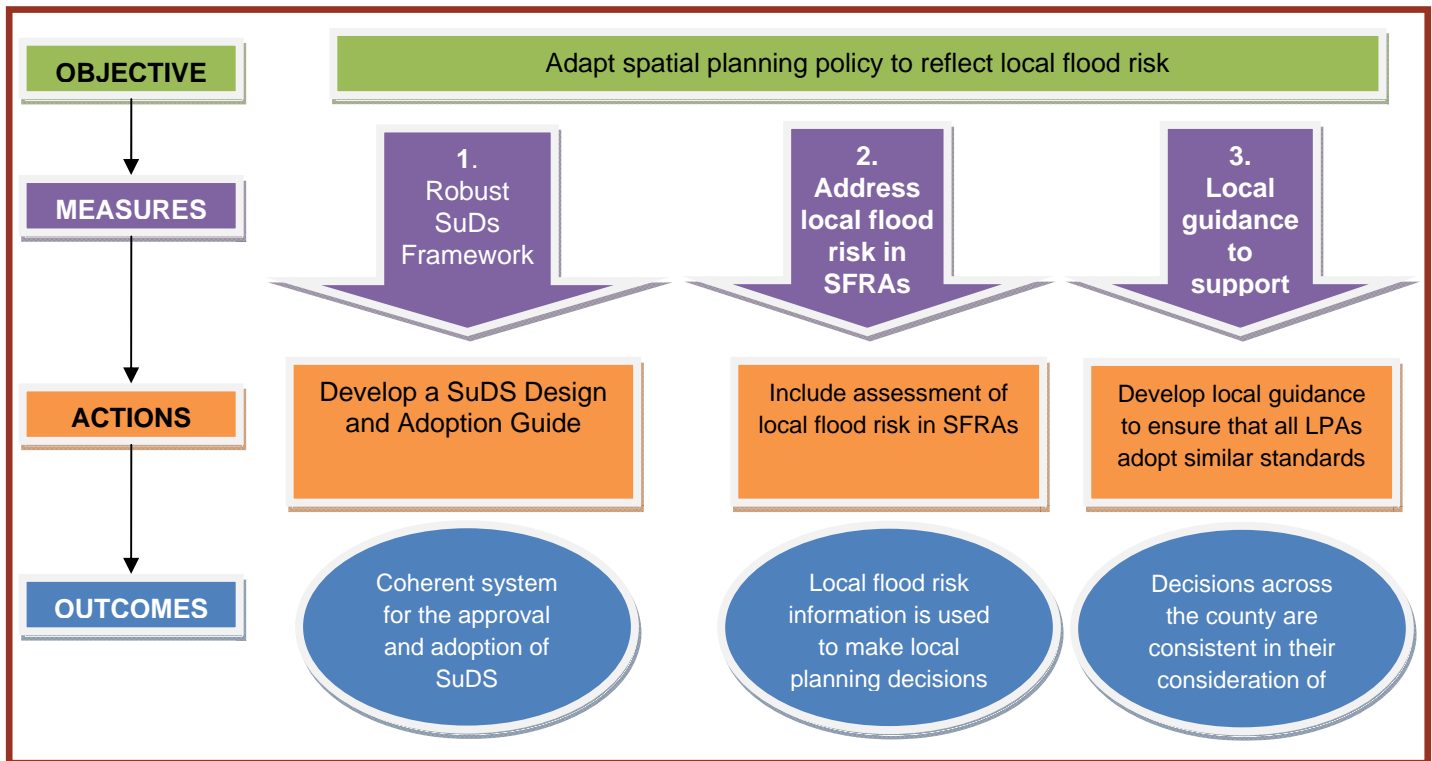 OBJECTIVE
Adapt spatial planning policy to reflect local flood risk
MEASURES
1.
Robust
SuDs
Framework
2.
Address
local flood
risk in
SFRAs
3.
Local
guidance
to
support
ACTIONS
Develop a SuDS Design
and Adoption Guide
Include assessment of
local flood risk in SFRAs
Develop local guidance
to ensure that all LPAs
adopt similar standards
OUTCOMES
Coherent system
for the approval
and adoption of
SuDS
Local flood risk
information is used
to make local
planning decisions
Decisions across
the county are
consistent in their
consideration of